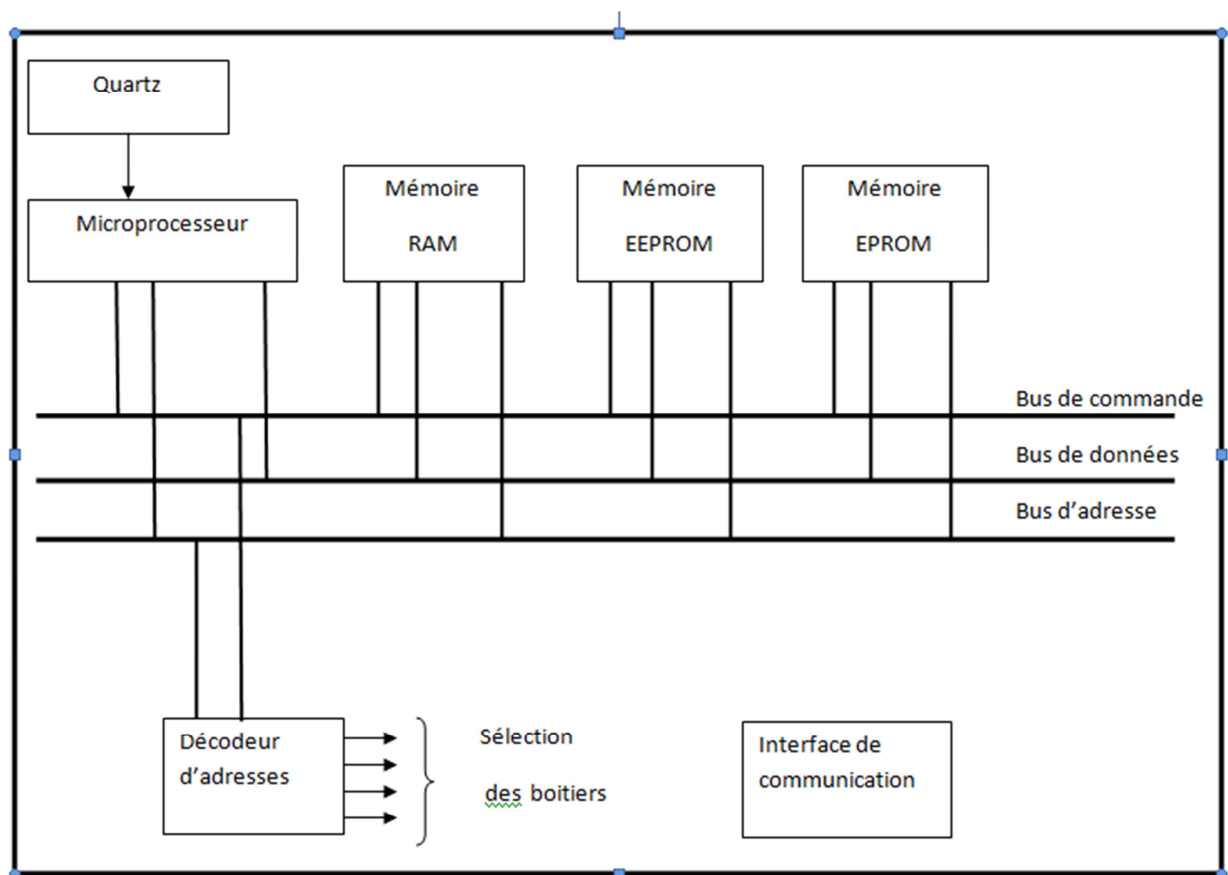 Quartz
Microprocesseur
Mémoire
RAM
Mémoire
EEPROM
Mémoire
EPROM
Bus de commande
Bus de données
Bus d’adresse
Décodeur
d’adresses
Sélection
des boitiers
Interface de
communication